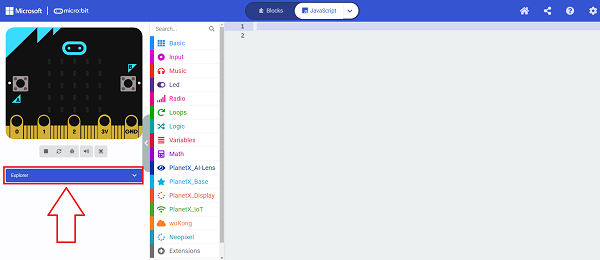 Microsoft micro:bit Blocks JavaScript
Search...
Basic
Input
Music
Led
Radio
Loops
Logic
Variables
Math
PlanetX_AI-Lens
PlanetX_Base
PlanetX_Display
PlanetX_IoT
wuKong
Neopixel
Extensions
A
B
0 1 2 3V GND
Explorer
1
2